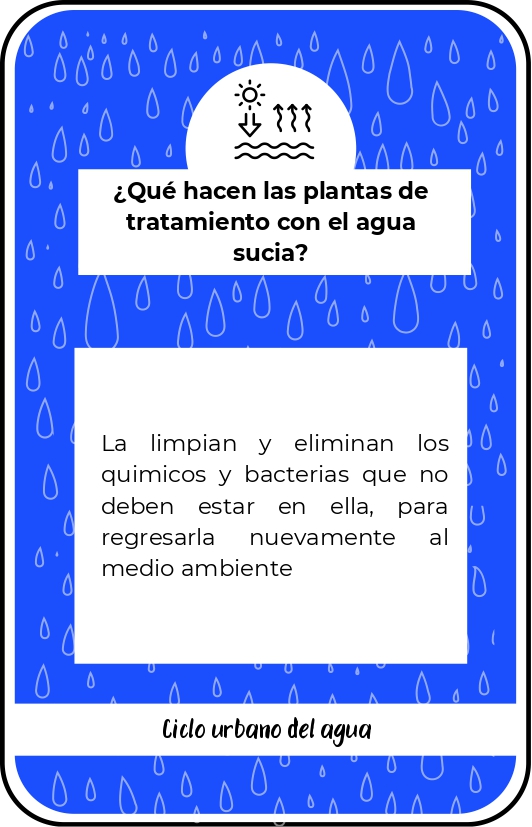 ¿Qué hacen las plantas de
tratamiento con el agua
sucia?
La limpian y eliminan los
quimicos y bacterias que no
deben estar en ella, para
regresarla nuevamente al
medio ambiente
Ciclo urbano del agua